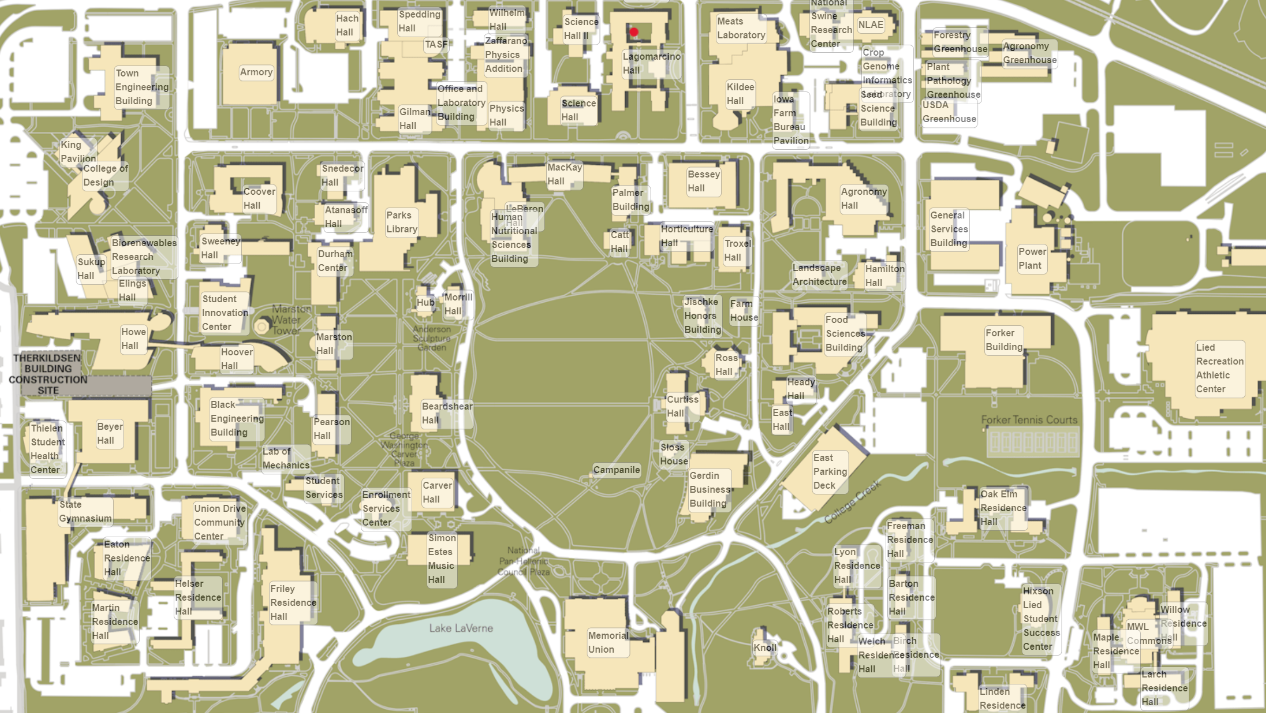 Hach
Hall
Spedding
Hall
TASF
Wilhelm
Hall
Zaffarano
Physics
Addition
Science
Hall II
Lagomarcino
Hall
Meats
Laboratory
National
Swine
Research
Center
NLAE
Forestry
Greenhouse
Agronomy
Greenhouse
Town
Engineering
Building
Armory
Office and
Laboratory
Building
Gilman
Hall
Physics
Hall
Science
Hall
Kildee
Hall
Crop
Genome
Informatics
Laboratory
Seed
Science
Building
Iowa
Farm
Bureau
Pavilion
Plant
Pathology
Greenhouse
USDA
Greenhouse
King
Pavilion
College of
Design
Coover
Hall
Snedecor
Hall
Atanasoff
Hall
Parks
Library
MacKay
Hall
LeBaron
Hall
Human
Nutritional
Sciences
Building
Palmer
Building
Bessey
Hall
Agronomy
Hall
General
Services
Building
Power
Plant
Biorenewables
Research
Laboratory
Sukup
Hall
Elings
Hall
Sweeney
Hall
Durham
Center
Catt
Hall
Horticulture
Hall
Troxel
Hall
Landscape
Architecture
Hamilton
Hall
Student
Innovation
Center
Marston
Water
Tower
Hub
Morrill
Hall
Anderson
Sculpture
Garden
Jischke
Honors
Building
Farm
House
Food
Sciences
Building
Forker
Building
Lied
Recreation
Athletic
Center
Howe
Hall
Hoover
Hall
Marston
Hall
Ross
Hall
THERKILDSEN
BUILDING
CONSTRUCTION
SITE
Heady
Hall
East
Hall
Curtiss
Hall
Beardshear
Hall
Black
Engineering
Building
Pearson
Hall
Beyer
Hall
Thielen
Student
Health
Center
George
Washington
Carver
Plaza
Lab of
Mechanics
Student
Services
Enrollment
Services
Center
Carver
Hall
Campanile
Stoss
House
Gerdin
Business
Building
East
Parking
Deck
College Creek
Forker Tennis Courts
State
Gymnasium
Union Drive
Community
Center
Simon
Estes
Music
Hall
National
Pan-Hellenic
Council Plaza
Oak Elm
Residence
Hall
Freeman
Residence
Hall
Lyon
Residence
Hall
Barton
Residence
Hall
Eaton
Residence
Hall
Helser
Residence
Hall
Martin
Residence
Hall
Friley
Residence
Hall
Lake LaVerne
Memorial
Union
Knoll
Roberts
Residence
Hall
Welch
Residence
Hall
Birch
Residence
Hall
Hixson
Lied
Student
Success
Center
Maple
Residence
Hall
MWL
Commons
Willow
Residence
Hall
Larch
Residence
Hall
Linden
Residence